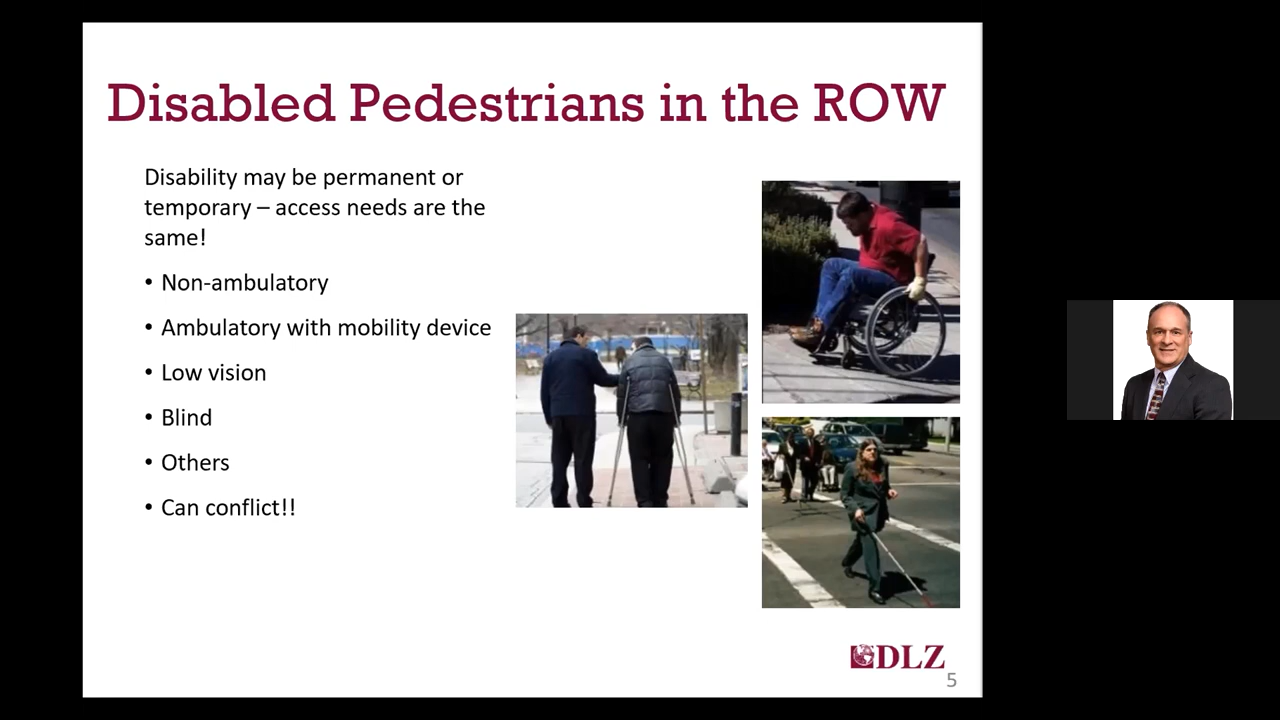 Disabled Pedestrians in the ROW
Disability may be permanent or
temporary – access needs are the
same!
• Non-ambulatory
• Ambulatory with mobility device
• Low vision
• Blind
• Others
• Can conflict!!
DLZ
5